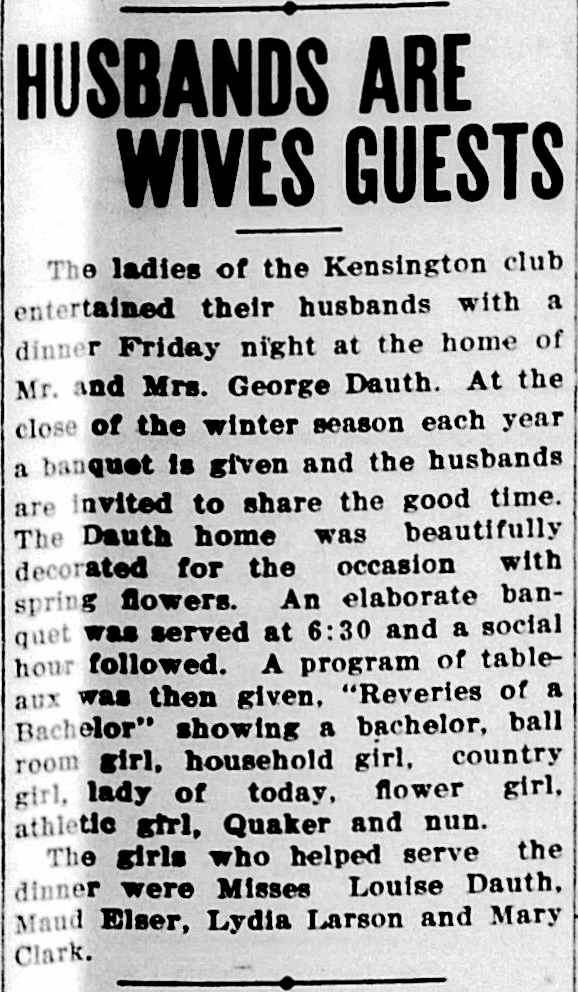 HUSBANDS ARE
WIVES GUESTS
The ladies of the Kensington club
entertained their husbands with a
dinner Friday night at the home of
Mr. and Mrs. George Dauth. At the
close of the winter season each year
a banquet is given and the husbands
are invited to share the good time.
The Dauth home was beautifully
decorated for the occasion with
spring flowers. An elaborate ban-
quet was served at 6:30 and a social
hour followed. A program of table-
aux was then given, "Reveries of a
Bachelor" showing a bachelor, ball
room girl, household girl, country
girl, lady of today, flower girl,
athletic girl, Quaker and nun.
The girls who helped serve the
dinner were Misses Louise Dauth,
Maud Elser, Lydia Larson and Mary
Clark.